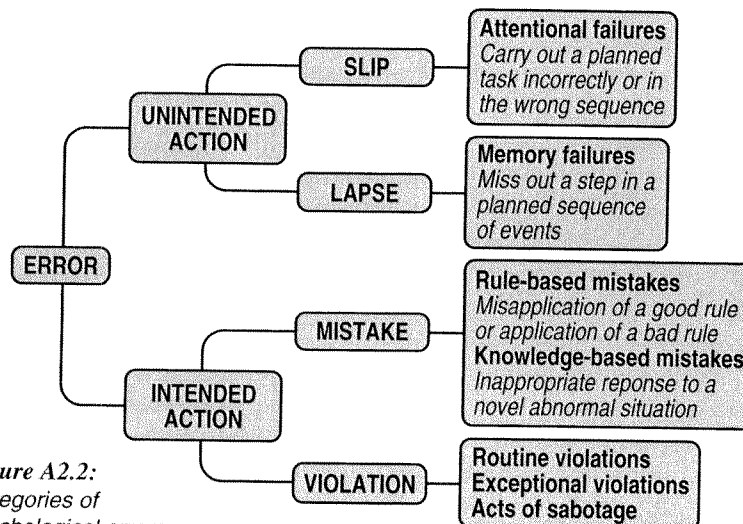 SLIP
Attentional failures
Carry out a planned
task incorrectly or in
the wrong sequence
UNINTENDED
ACTION
LAPSE
Memory failures
Miss out a step in a
planned sequence
of events
ERROR
MISTAKE
Rule-based mistakes
Misapplication of a good rule
or application of a bad rule
Knowledge-based mistakes
Inappropriate reponse to a
novel abnormal situation
INTENDED
ACTION
VIOLATION
Routine violations
Exceptional violations
Acts of sabotage
ure A2.2:
egories of